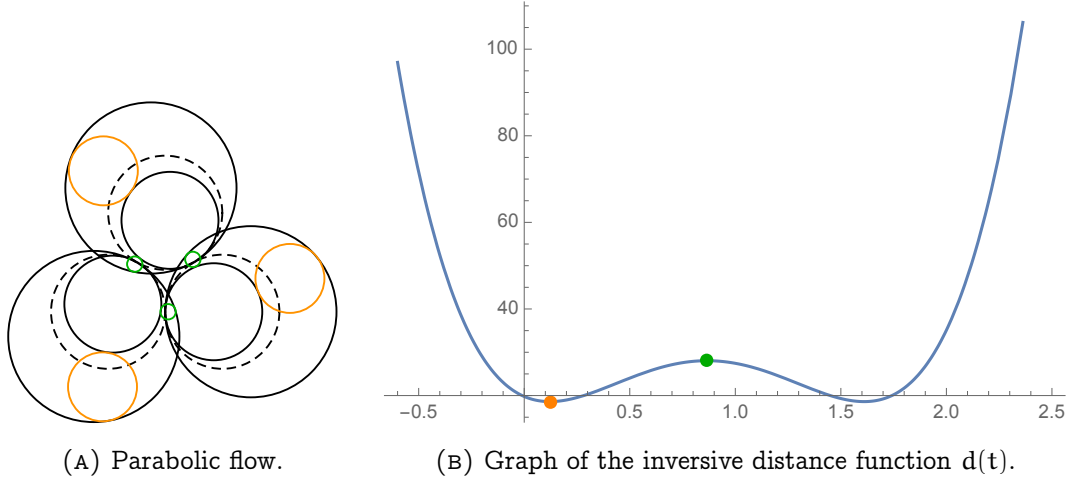 100
80
60
40
−0.5 0.5 1.0 1.5 2.0 2.5
(A) Parabolic flow.
(B) Graph of the inversive distance function d(t).